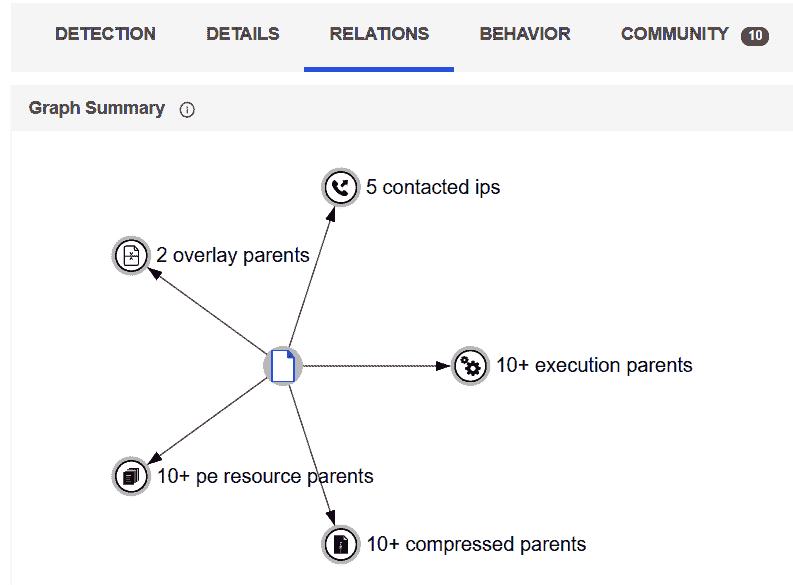 DETECTION DETAILS RELATIONS BEHAVIOR COMMUNITY 10
Graph Summary
5 contacted ips
2 overlay parents
10+ execution parents
10+ pe resource parents
10+ compressed parents